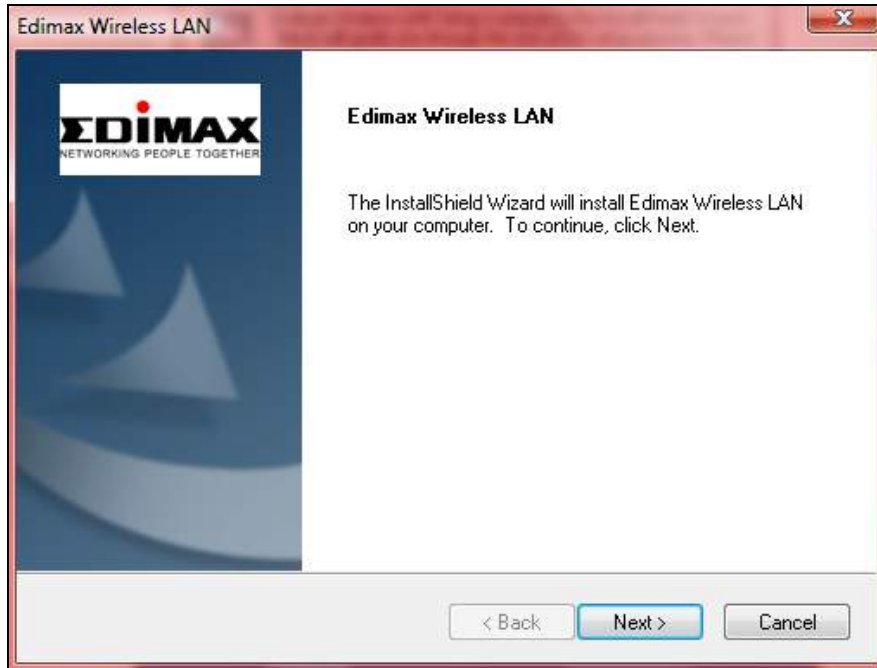 Edimax Wireless LAN
EDIMAX
NETWORKING PEOPLE TOGETHER
Edimax Wireless LAN
The InstallShield Wizard will install Edimax Wireless LAN
on your computer. To continue, click Next.
< Back
Next >
Cancel